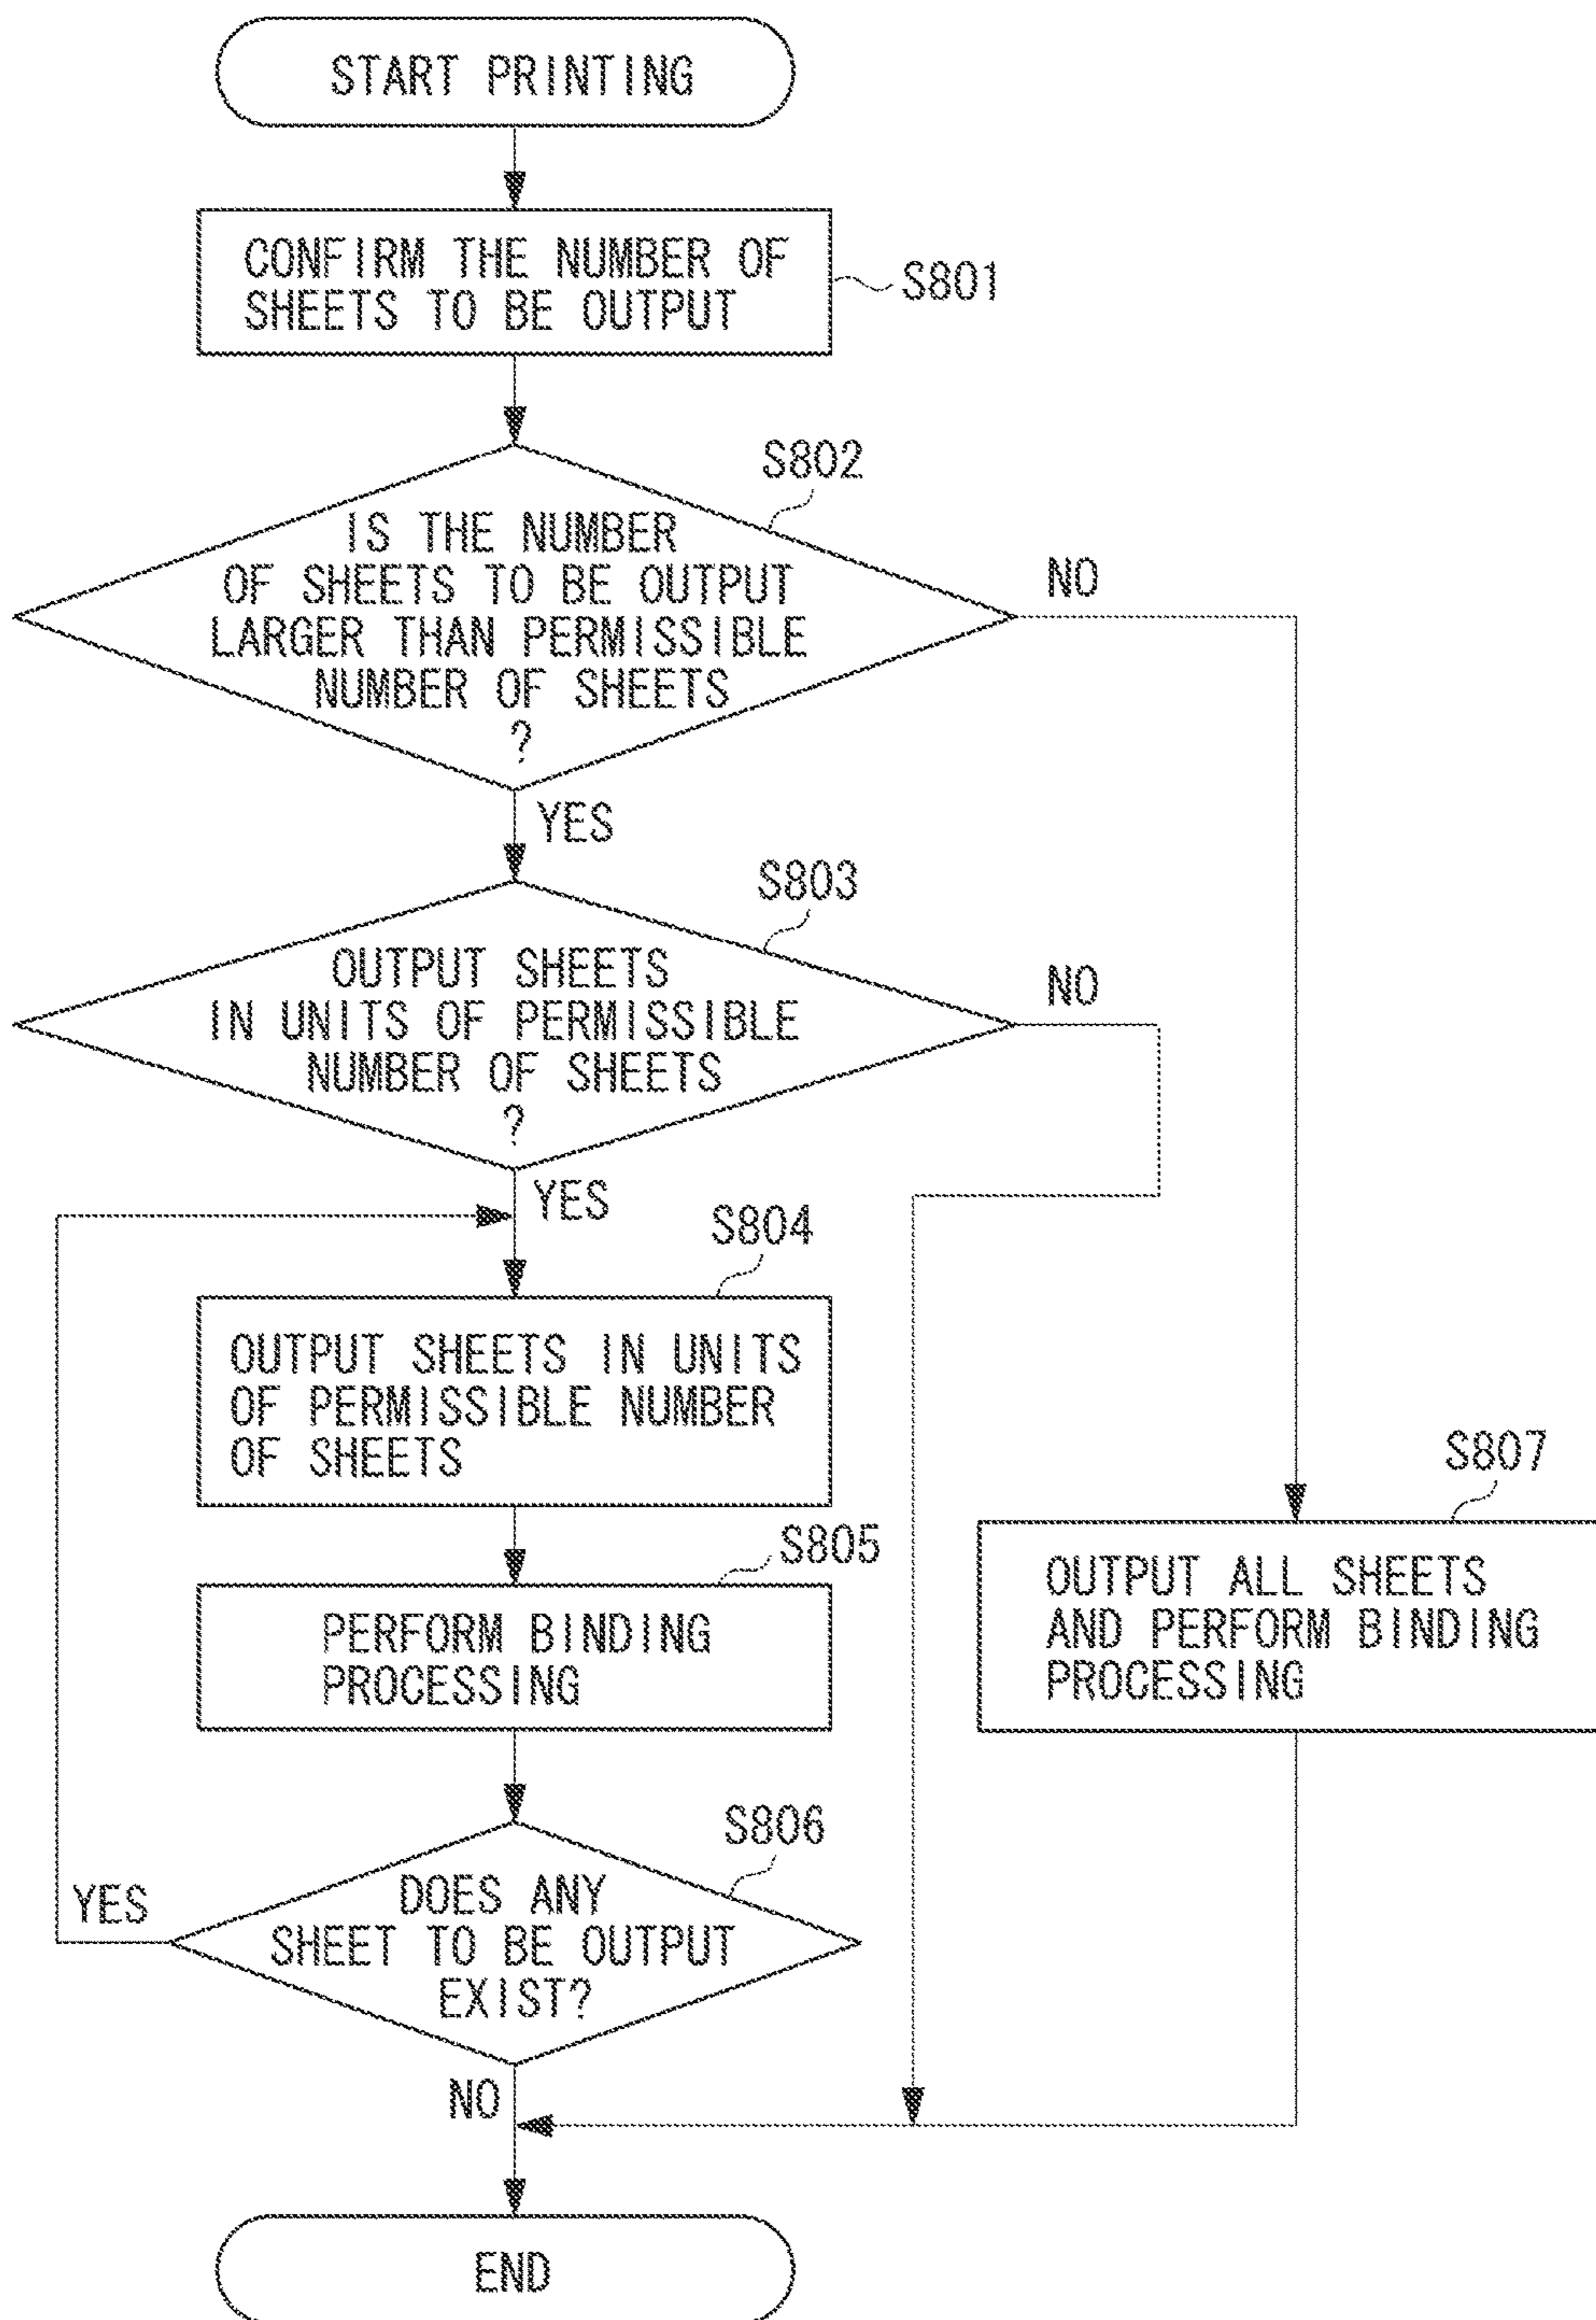 START PRINTING
CONFIRM THE NUMBER OF
SHEETS TO BE OUTPUT
S801
S802
IS THE NUMBER
OF SHEETS TO BE OUTPUT
LARGER THAN PERMISSIBLE
NUMBER OF SHEETS
?
NO
YES
S803
OUTPUT SHEETS
IN UNITS OF PERMISSIBLE
NUMBER OF SHEETS
?
NO
YES
S804
OUTPUT SHEETS IN UNITS
OF PERMISSIBLE NUMBER
OF SHEETS
S805
PERFORM BINDING
PROCESSING
S807
OUTPUT ALL SHEETS
AND PERFORM BINDING
PROCESSING
S806
DOES ANY
SHEET TO BE OUTPUT
EXIST?
YES
NO
END